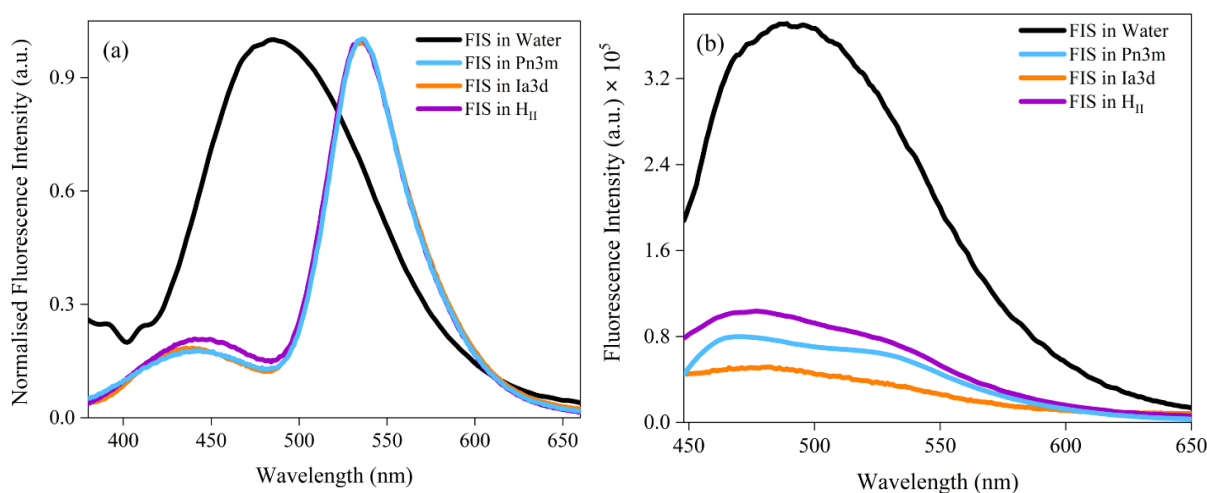 (a)
FIS in Water
FIS in Pn3m
FIS in Ia3d
FIS in H_II
Normalised Fluorescence Intensity (a.u.)
0.9
0.6
0.3
0.0
400
450
500
550
600
650
Wavelength (nm)
(b)
FIS in Water
FIS in Pn3m
FIS in Ia3d
FIS in H_II
Fluorescence Intensity (a.u.) × 10^5
3.2
2.4
1.6
0.8
0.0
450
500
550
600
650
Wavelength (nm)